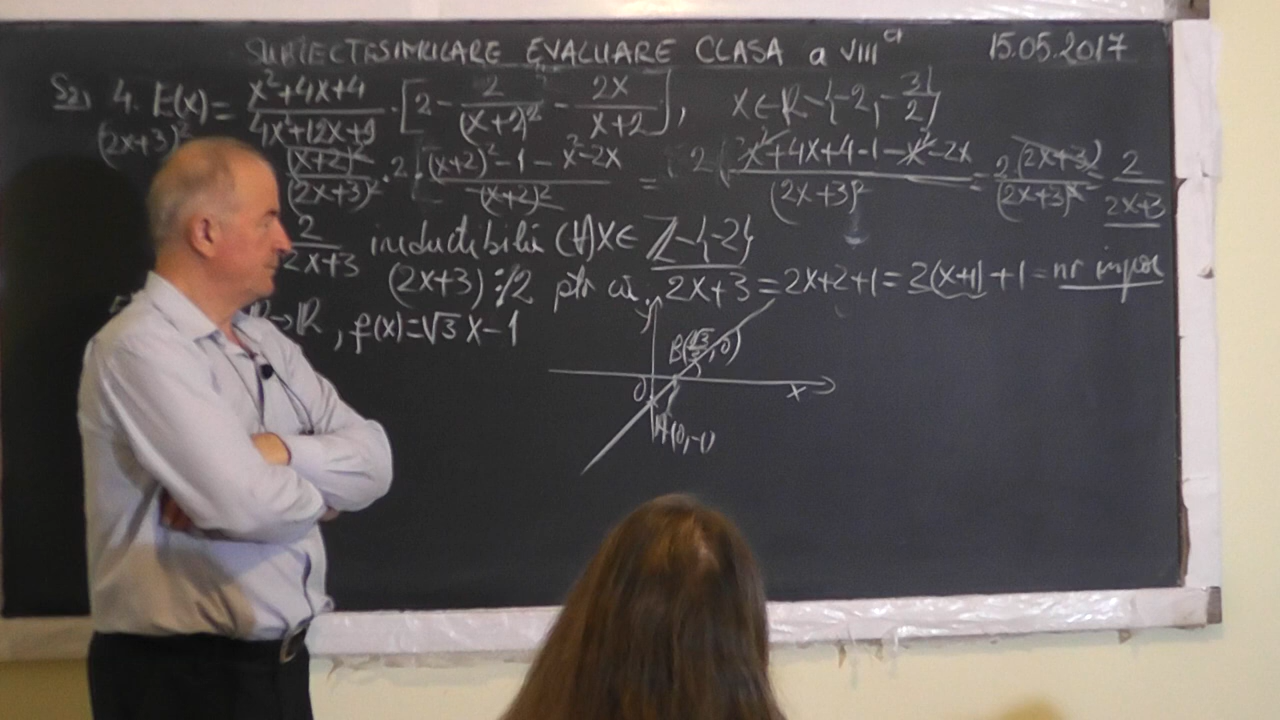 SUBIECTE SIMULARE EVALUARE CLASA a VIIIª 15.05.2017
S2, 4. E(x) = x²+4x+4 / 4x²+12x+9 · [2 - 2/(x+2)² - 2x/x+2], x∈R-{-2,-3/2}
(2x+3)²
(x+2)²/(2x+3)² · 2 · [(x+2)²-1-x²-2x / (x+2)²] = 2(x²+4x+4-1-x²-2x / (2x+3)² = 2(2x+3)/(2x+3)² = 2/2x+3
2/2x+3 (∀)x∈ Z-{-2}
(2x+3) ⋮̸ 2 ptr că. 2x+3 = 2x+2+1 = 2(x+1)+1 = nr impar
R→R, f(x)=√3x-1
y
B(√3/3, 0)
0 x
A(0,-1)